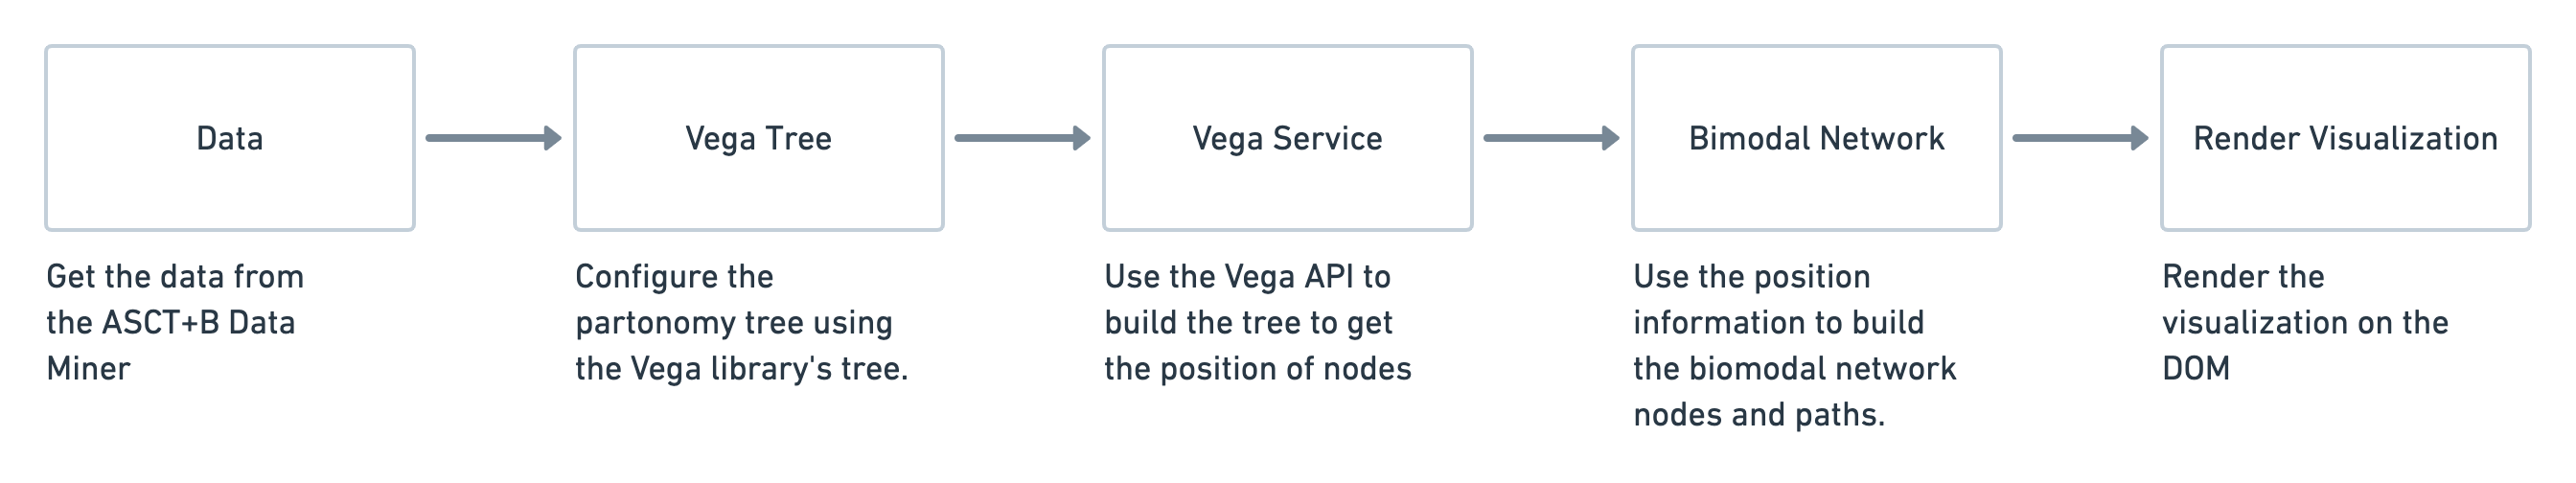 Data
Vega Tree
Vega Service
Bimodal Network
Render Visualization
Get the data from
the ASCT+B Data
Miner
Configure the
partonomy tree using
the Vega library's tree.
Use the Vega API to
build the tree to get
the position of nodes
Use the position
information to build
the biomodal network
nodes and paths.
Render the
visualization on the
DOM